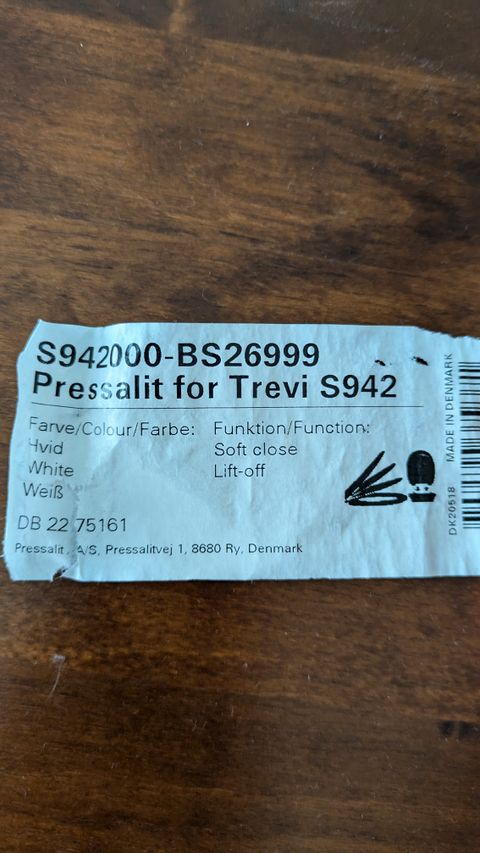 S942000-BS26999
Pressalit for Trevi S942
Farve/Colour/Farbe:
Hvid
White
Weiß
Funktion/Function:
Soft close
Lift-off
DB 22 75161
Pressalit A/S, Pressalitvej 1, 8680 Ry, Denmark
MADE IN DENMARK
DK20518